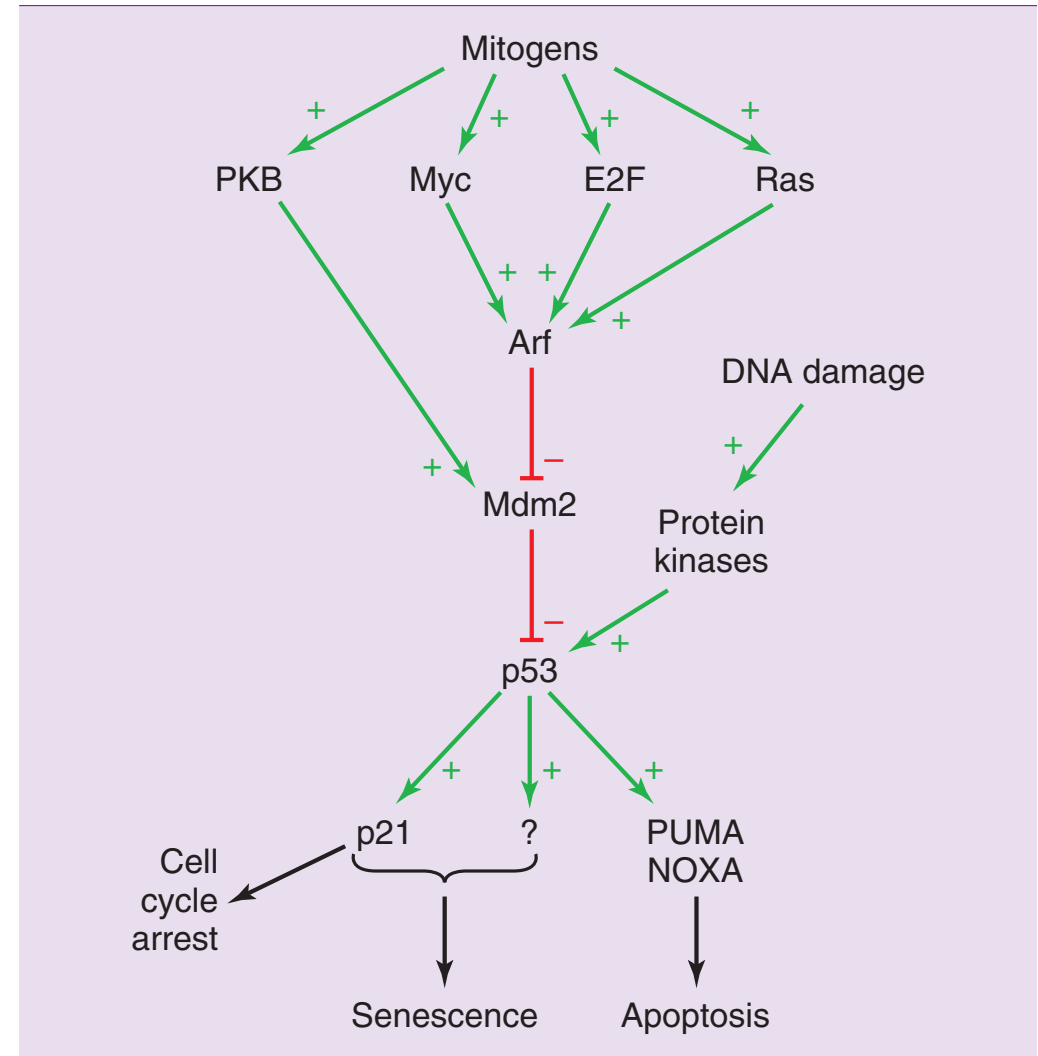 Mitogens
+
+
+
+
PKB
Myc
E2F
Ras
+
+
+
Arf
DNA damage
+
–
+
Mdm2
Protein
kinases
–
+
p53
+
+
+
p21
?
PUMA
NOXA
Cell
cycle
arrest
Senescence
Apoptosis